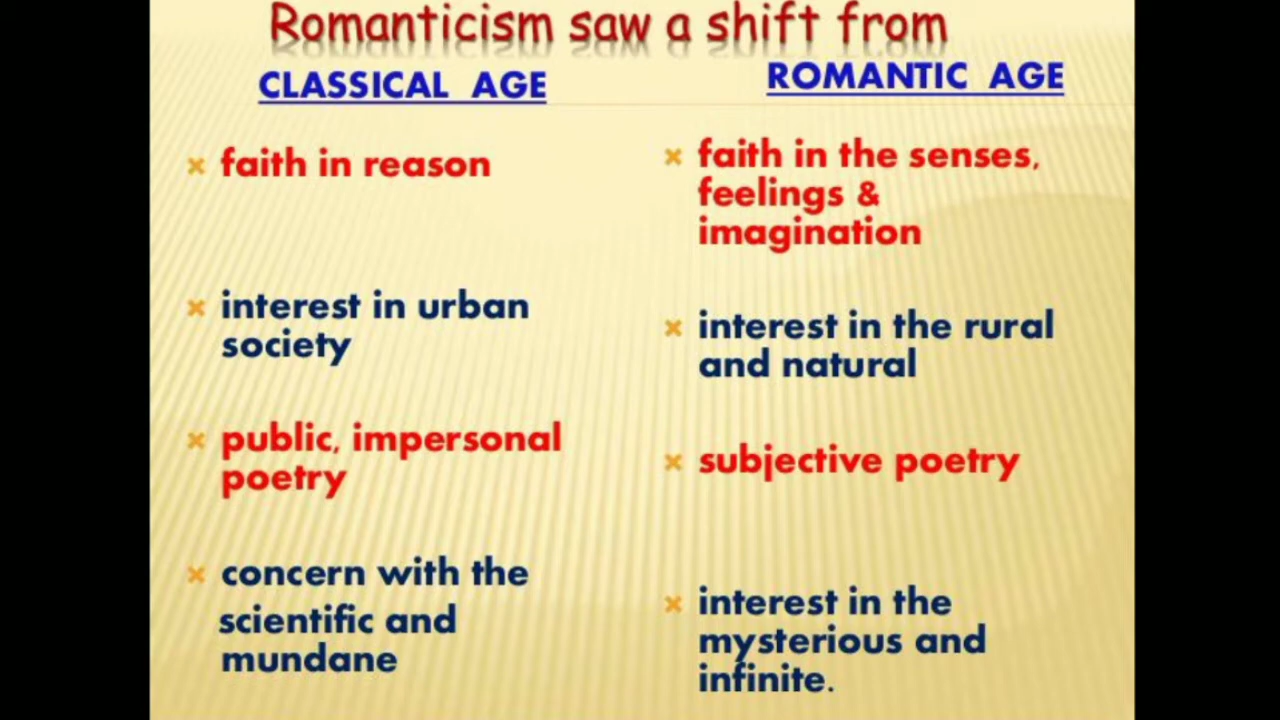 Romanticism saw a shift from
CLASSICAL AGE
faith in reason
interest in urban
society
public, impersonal
poetry
concern with the
scientific and
mundane
ROMANTIC AGE
faith in the senses,
feelings &
imagination
interest in the rural
and natural
subjective poetry
interest in the
mysterious and
infinite.